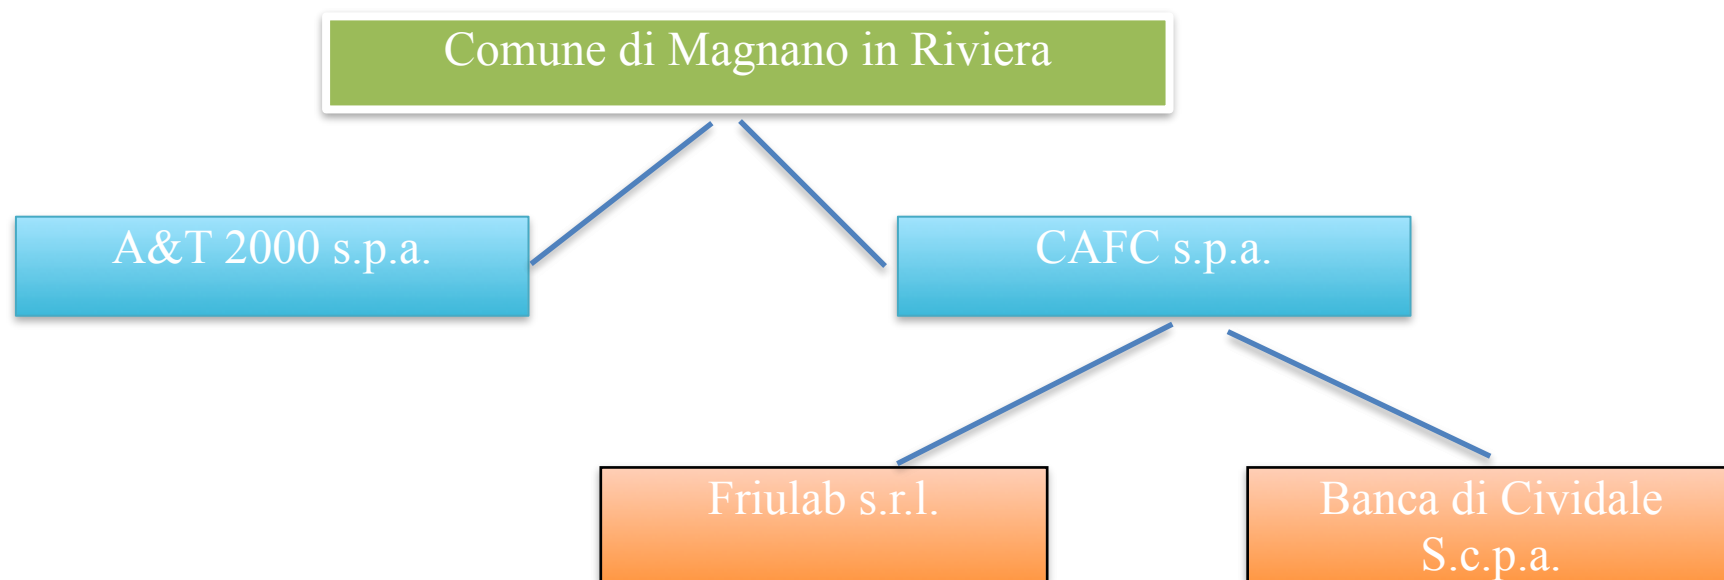 Comune di Magnano in Riviera
A&T 2000 s.p.a.
CAFC s.p.a.
Friulab s.r.l.
Banca di Cividale
S.c.p.a.